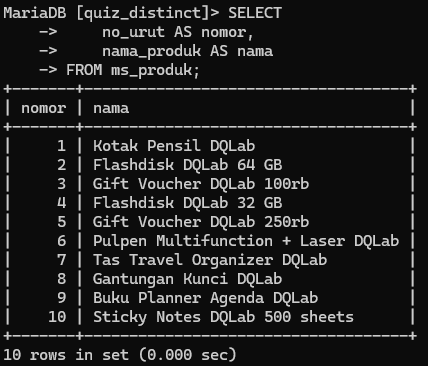 MariaDB [quiz_distinct]> SELECT
    ->     no_urut AS nomor,
    ->     nama_produk AS nama
    -> FROM ms_produk;
+-------+----------------------------------+
| nomor | nama                             |
+-------+----------------------------------+
|     1 | Kotak Pensil DQLab               |
|     2 | Flashdisk DQLab 64 GB            |
|     3 | Gift Voucher DQLab 100rb         |
|     4 | Flashdisk DQLab 32 GB            |
|     5 | Gift Voucher DQLab 250rb         |
|     6 | Pulpen Multifunction + Laser DQLab |
|     7 | Tas Travel Organizer DQLab       |
|     8 | Gantungan Kunci DQLab            |
|     9 | Buku Planner Agenda DQLab        |
|    10 | Sticky Notes DQLab 500 sheets    |
+-------+----------------------------------+
10 rows in set (0.000 sec)